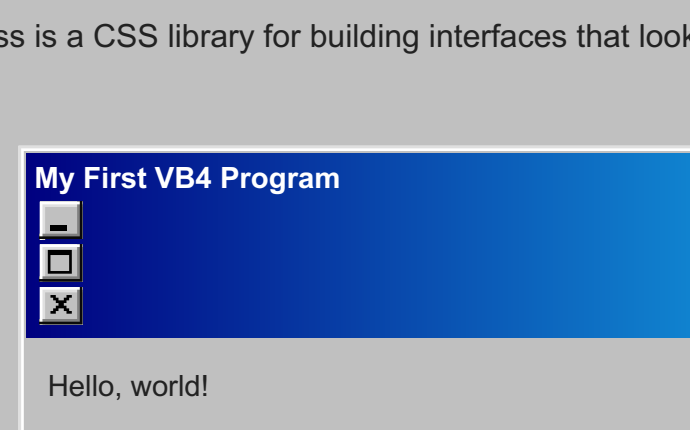 ss is a CSS library for building interfaces that look
My First VB4 Program
Hello, world!